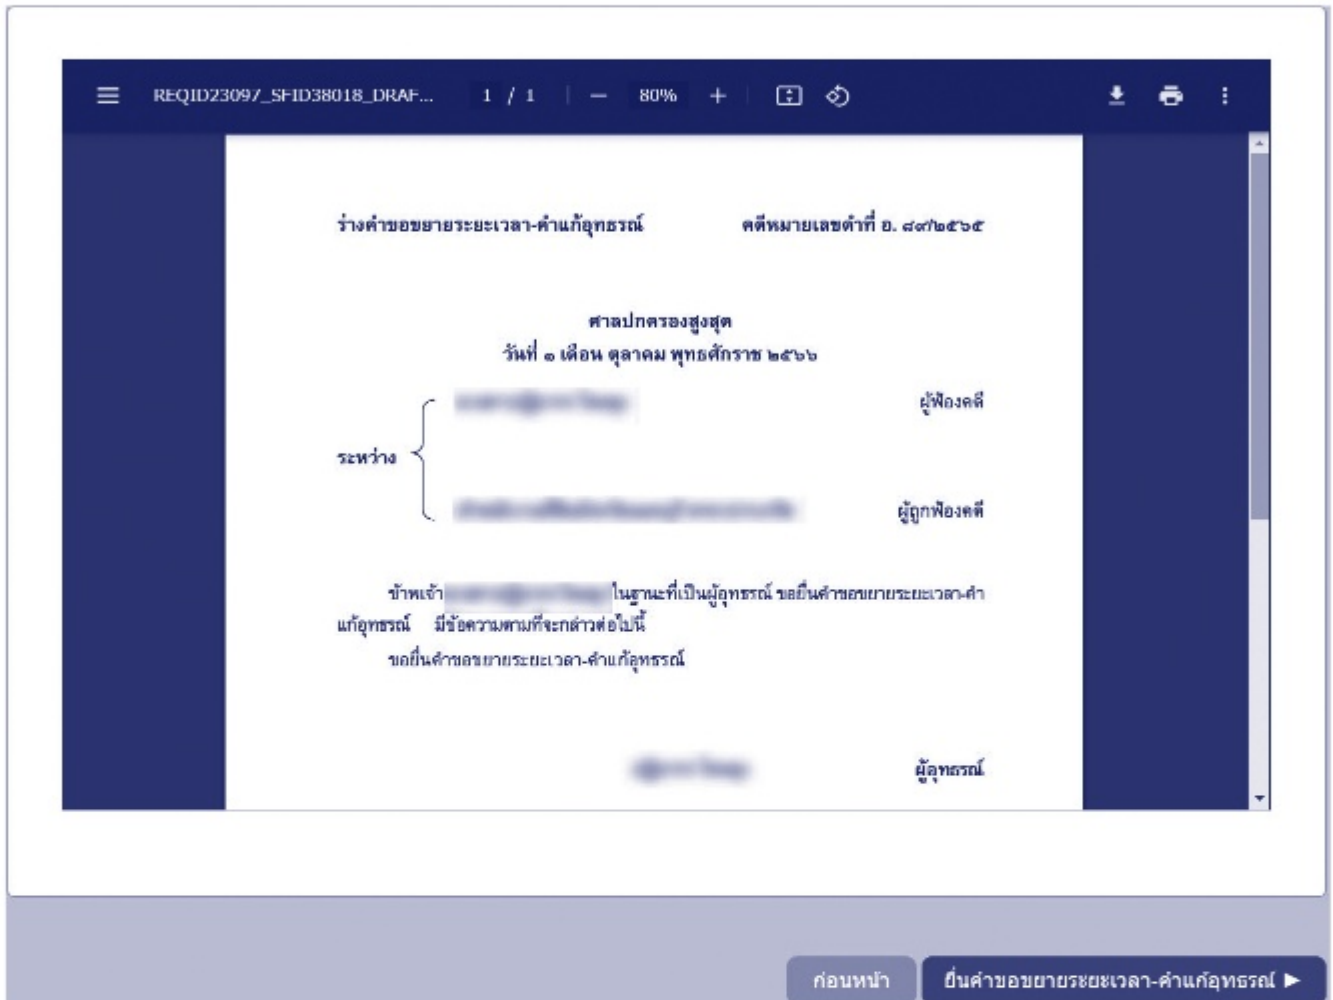 REQID23097_SFID38018_DRAF... 1 / 1 80%
ร่างคำขอขยายระยะเวลา-คำแก้อุทธรณ์ คดีหมายเลขดำที่ อ. ๘๙/๒๕๖๕
ศาลปกครองสูงสุด
วันที่ ๑ เดือน ตุลาคม พุทธศักราช ๒๕๖๖
ผู้ฟ้องคดี
ระหว่าง
ผู้ถูกฟ้องคดี
ข้าพเจ้า ในฐานะที่เป็นผู้อุทธรณ์ ขอยื่นคำขอขยายระยะเวลา-คำ
แก้อุทธรณ์ มีข้อความตามที่จะกล่าวต่อไปนี้
ขอยื่นคำขอขยายระยะเวลา-คำแก้อุทธรณ์
ผู้อุทธรณ์
ก่อนหน้า ยื่นคำขอขยายระยะเวลา-คำแก้อุทธรณ์ ►